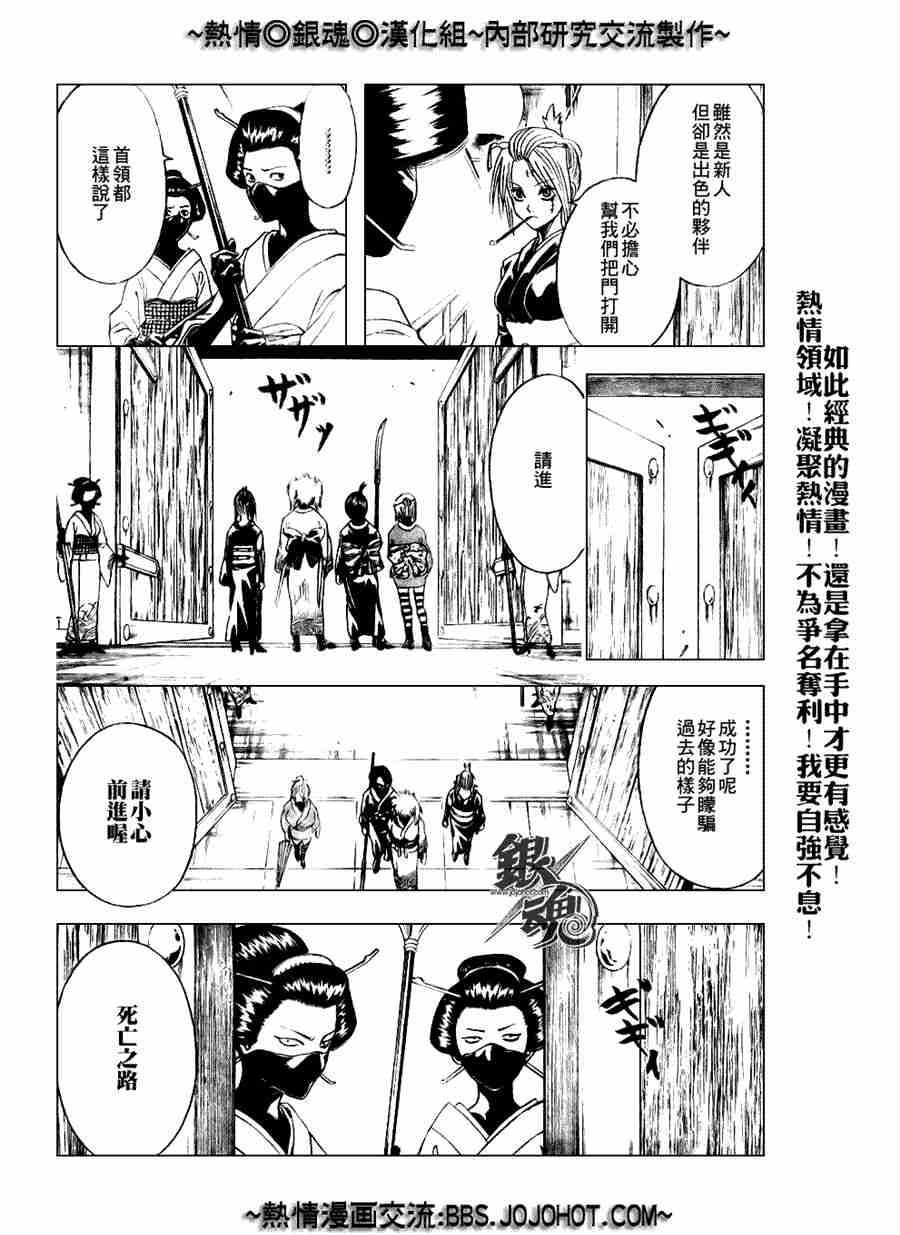 ~熱情◎銀魂◎漢化組~內部研究交流製作~
雖然是新人
但卻是出色的夥伴
不必擔心
幫我們把門打開
………
首領都
這樣說了
ギギィ
請進
ザザッ
………
成功了呢
好像能夠矇騙
過去的樣子
請小心
前進喔
銀魂
www.jojohot.com
ギギィ
死亡之路
如此經典的漫畫！還是拿在手中才更有感覺！
熱情領域！凝聚熱情！不為爭名奪利！我要自強不息！
~熱情漫画交流:BBS.JOJOHOT.COM~